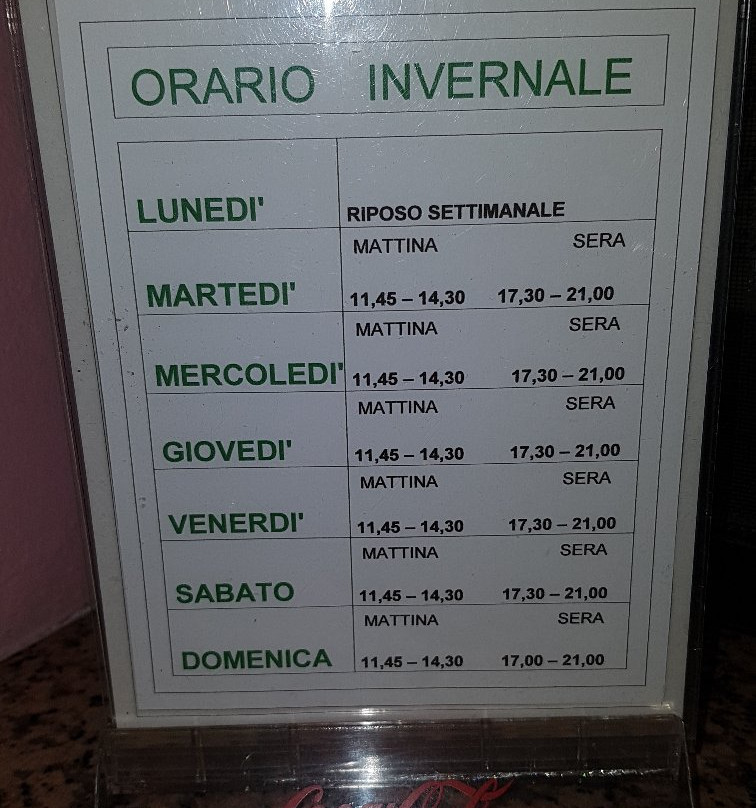 ORARIO INVERNALE
LUNEDI' RIPOSO SETTIMANALE
MATTINA SERA
MARTEDI' 11,45 – 14,30 17,30 – 21,00
MATTINA SERA
MERCOLEDI' 11,45 – 14,30 17,30 – 21,00
MATTINA SERA
GIOVEDI' 11,45 – 14,30 17,30 – 21,00
MATTINA SERA
VENERDI' 11,45 – 14,30 17,30 – 21,00
MATTINA SERA
SABATO 11,45 – 14,30 17,30 – 21,00
MATTINA SERA
DOMENICA 11,45 – 14,30 17,00 – 21,00